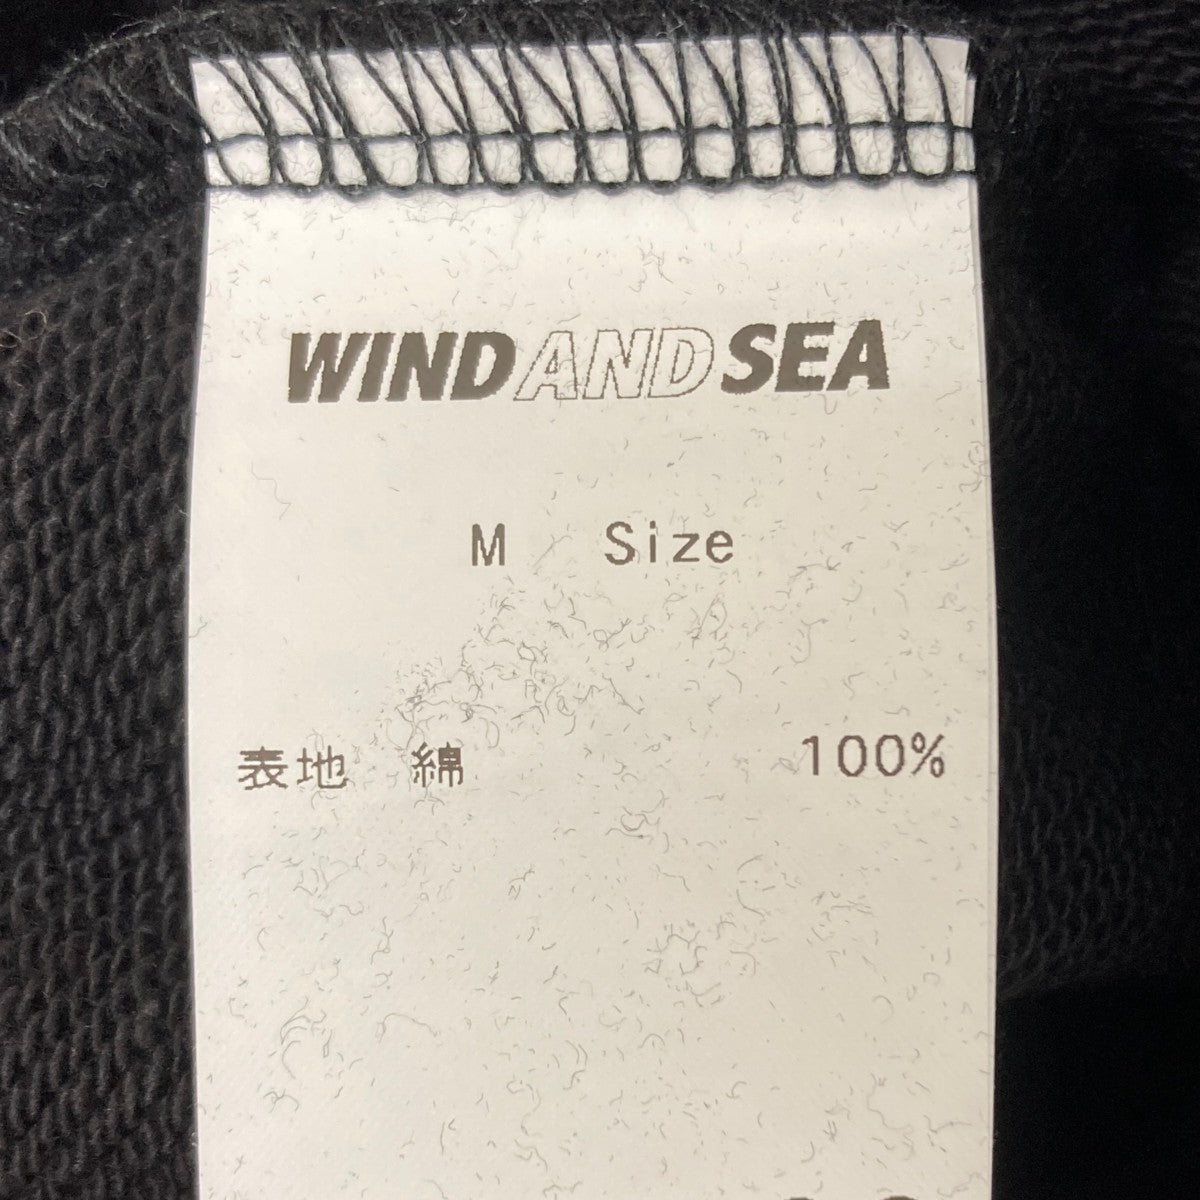 WIND AND SEA
M Size
表地 綿 100%